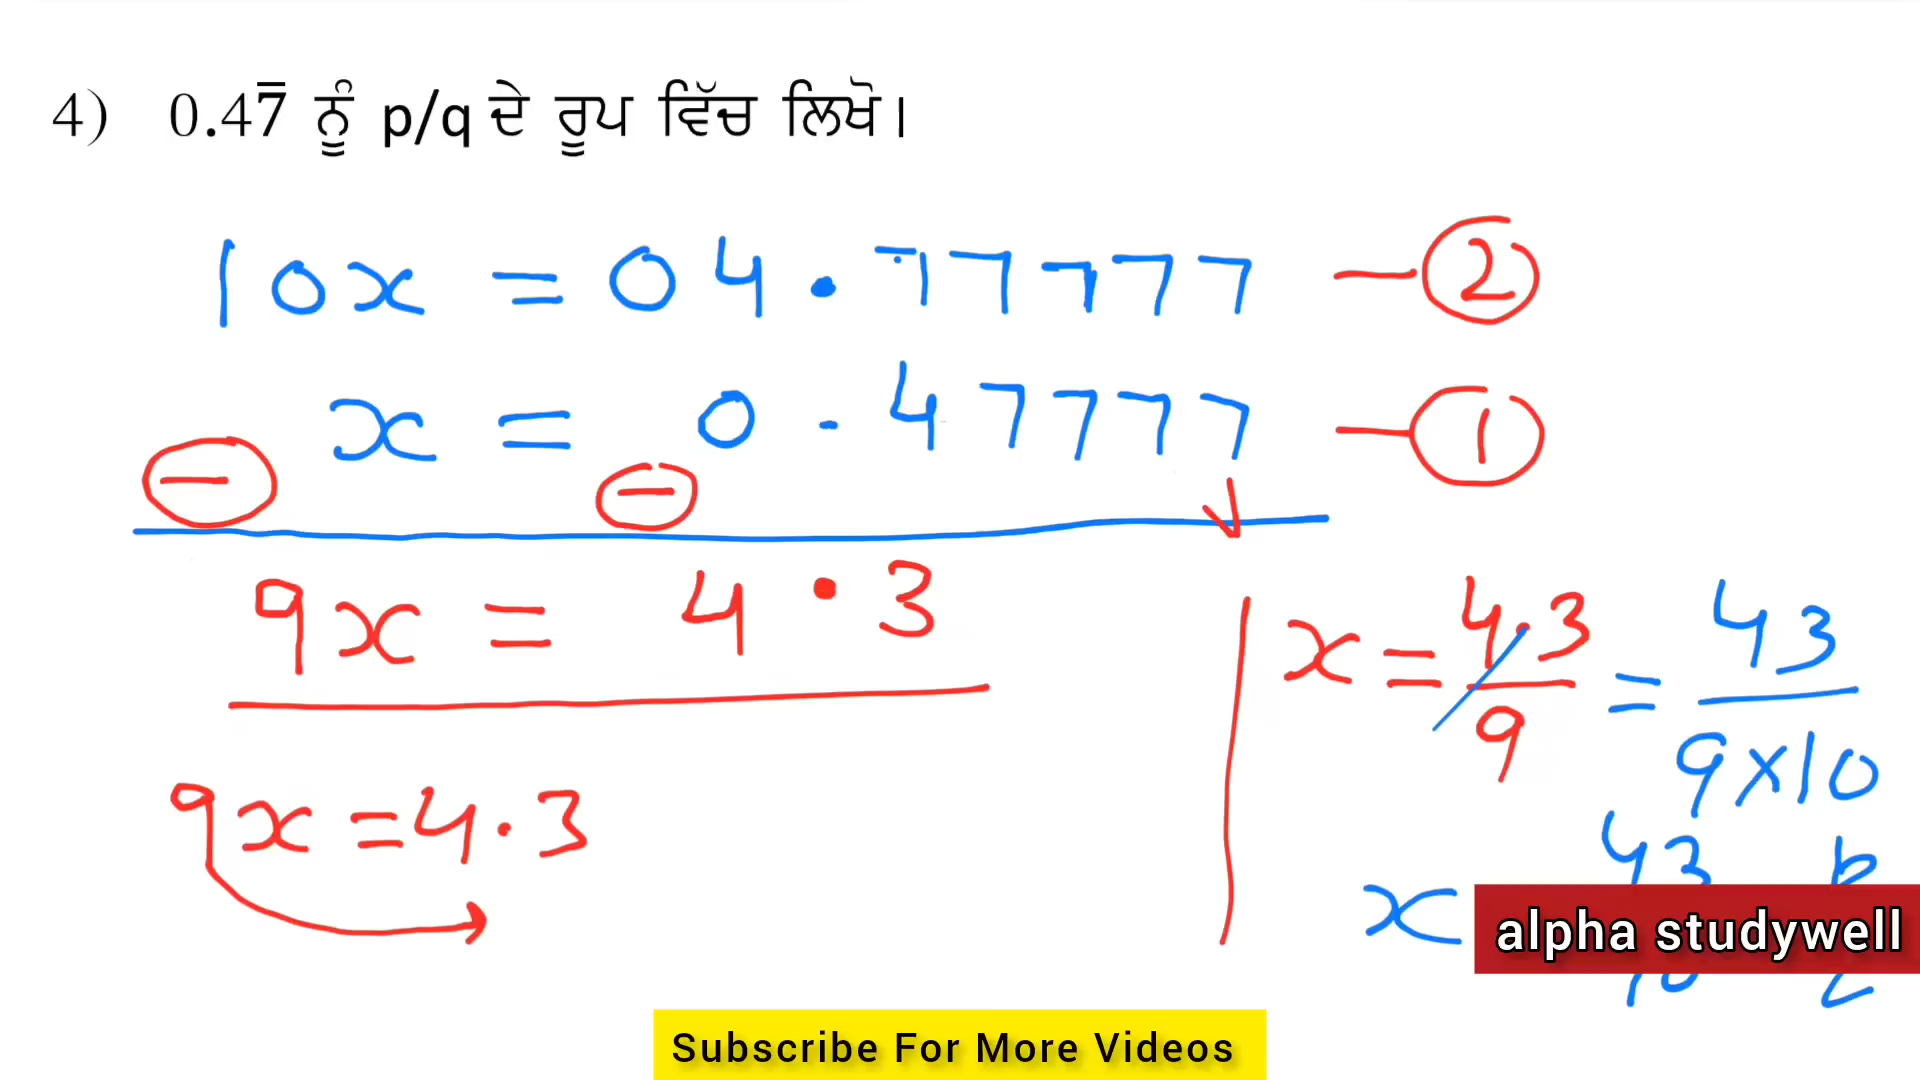 4) 0.47̅ ਨੂੰ p/q ਦੇ ਰੂਪ ਵਿੱਚ ਲਿਖੋ।
10x = 04.77777 — 2
x = 0.47777 — 1
− −
9x = 4.3
x = 4.3/9 = 43/9×10
9x = 4.3
x 43
alpha studywell
Subscribe For More Videos